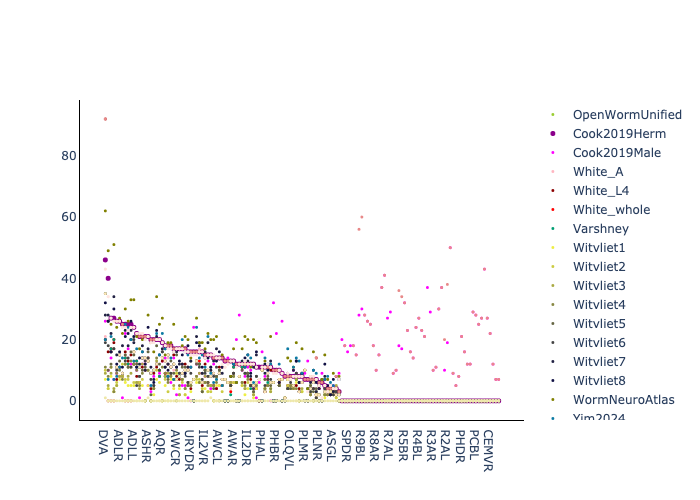 80
60
40
20
0
DVA
ADLR
ADLL
ASHR
AQR
AWCR
URYDR
IL2VR
AWCL
AWAR
IL2DR
PHAL
PHBR
OLQVL
PLMR
PLNR
ASGL
SPDR
R9BL
R8AR
R7AL
R5BR
R4BL
R3AR
R2AL
PHDR
PCBL
CEMVR
OpenWormUnified
Cook2019Herm
Cook2019Male
White_A
White_L4
White_whole
Varshney
Witvliet1
Witvliet2
Witvliet3
Witvliet4
Witvliet5
Witvliet6
Witvliet7
Witvliet8
WormNeuroAtlas
Yim2024